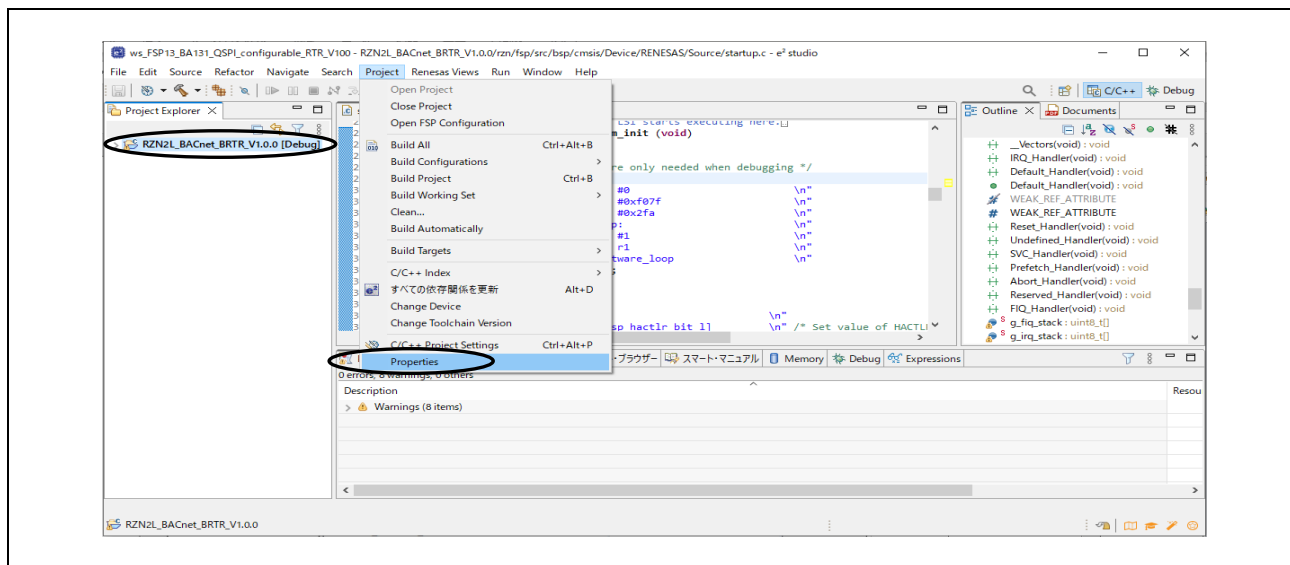 ws_FSP13_BA131_QSPI_configurable_RTR_V100 - RZN2L_BACnet_BRTR_V1.0.0/rzn/fsp/src/bsp/cmsis/Device/RENESAS/Source/startup.c - e² studio
File Edit Source Refactor Navigate Search Project Renesas Views Run Window Help
C/C++ Debug
Project Explorer
RZN2L_BACnet_BRTR_V1.0.0 [Debug]
Open Project
Close Project
Open FSP Configuration
Build All Ctrl+Alt+B
Build Configurations
Build Project Ctrl+B
Build Working Set
Clean...
Build Automatically
Build Targets
C/C++ Index
すべての依存関係を更新 Alt+D
Change Device
Change Toolchain Version
C/C++ Project Settings Ctrl+Alt+P
Properties
LSI starts executing here.
m_init (void)
re only needed when debugging */
#0 \n"
#0xf07f \n"
#0x2fa \n"
p: \n"
#1 \n"
r1 \n"
tware_loop \n"
;
\n"
sp hactlr bit l] \n" /* Set value of HACTL
Outline Documents
__Vectors(void) : void
IRQ_Handler(void) : void
Default_Handler(void) : void
Default_Handler(void) : void
WEAK_REF_ATTRIBUTE
WEAK_REF_ATTRIBUTE
Reset_Handler(void) : void
Undefined_Handler(void) : void
SVC_Handler(void) : void
Prefetch_Handler(void) : void
Abort_Handler(void) : void
Reserved_Handler(void) : void
FIQ_Handler(void) : void
g_fiq_stack : uint8_t[]
g_irq_stack : uint8_t[]
・ブラウザー スマート・マニュアル Memory Debug Expressions
0 errors, 8 warnings, 0 others
Description Resou
Warnings (8 items)
RZN2L_BACnet_BRTR_V1.0.0